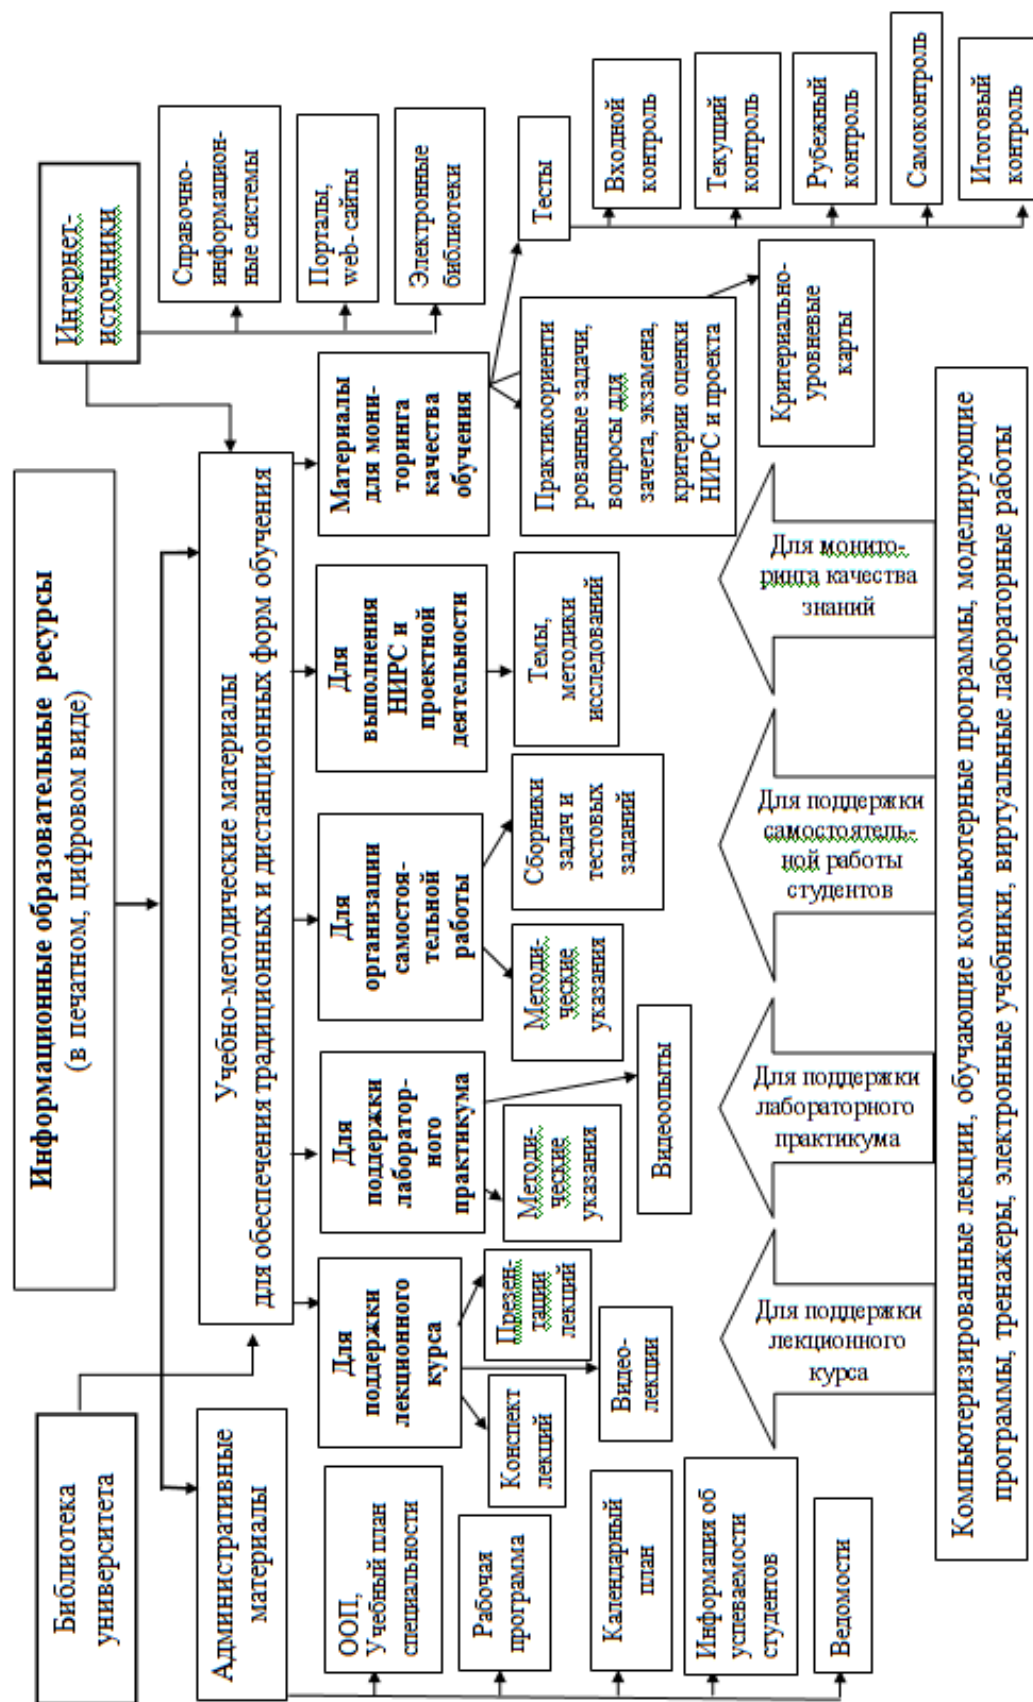 Информационные образовательные ресурсы
(в печатном, цифровом виде)
Библиотека
университета
Интернет-
источники
Административные
материалы
Учебно-методические материалы
для обеспечения традиционных и дистанционных форм обучения
Справочно-
информацион-
ные системы
Порталы,
web- сайты
Электронные
библиотеки
ООП,
Учебный план
специальности
Рабочая
программа
Календарный
план
Информация об
успеваемости
студентов
Ведомости
Для
поддержки
лекционного
курса
Для
поддержки
лаборатор-
ного
практикума
Для
организации
самостоя-
тельной
работы
Для
выполнения
НИРС и
проектной
деятельности
Материалы
для мони-
торинга
качества
обучения
Конспект
лекций
Презен-
тации
лекций
Видео-
лекции
Методи-
ческие
указания
Видеоопыты
Методи-
ческие
указания
Сборники
задач и
тестовых
заданий
Темы,
методики
исследований
Практикоориенти
рованные задачи,
вопросы для
зачета, экзамена,
критерии оценки
НИРС и проекта
Тесты
Входной
контроль
Текущий
контроль
Рубежный
контроль
Самоконтроль
Итоговый
контроль
Критериально-
уровневые
карты
Для поддержки
лекционного
курса
Для поддержки
лабораторного
практикума
Для поддержки
самостоятель-
ной работы
студентов
Для монито-
ринга качества
знаний
Компьютеризированные лекции, обучающие компьютерные программы, моделирующие
программы, тренажеры, электронные учебники, виртуальные лабораторные работы